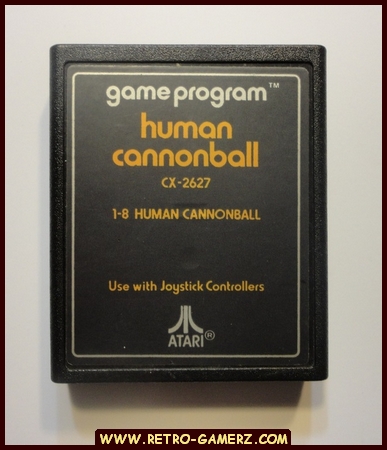 game program™
human
cannonball
CX-2627
1-8 HUMAN CANNONBALL
Use with Joystick Controllers
ATARI®
WWW.RETRO-GAMERZ.COM